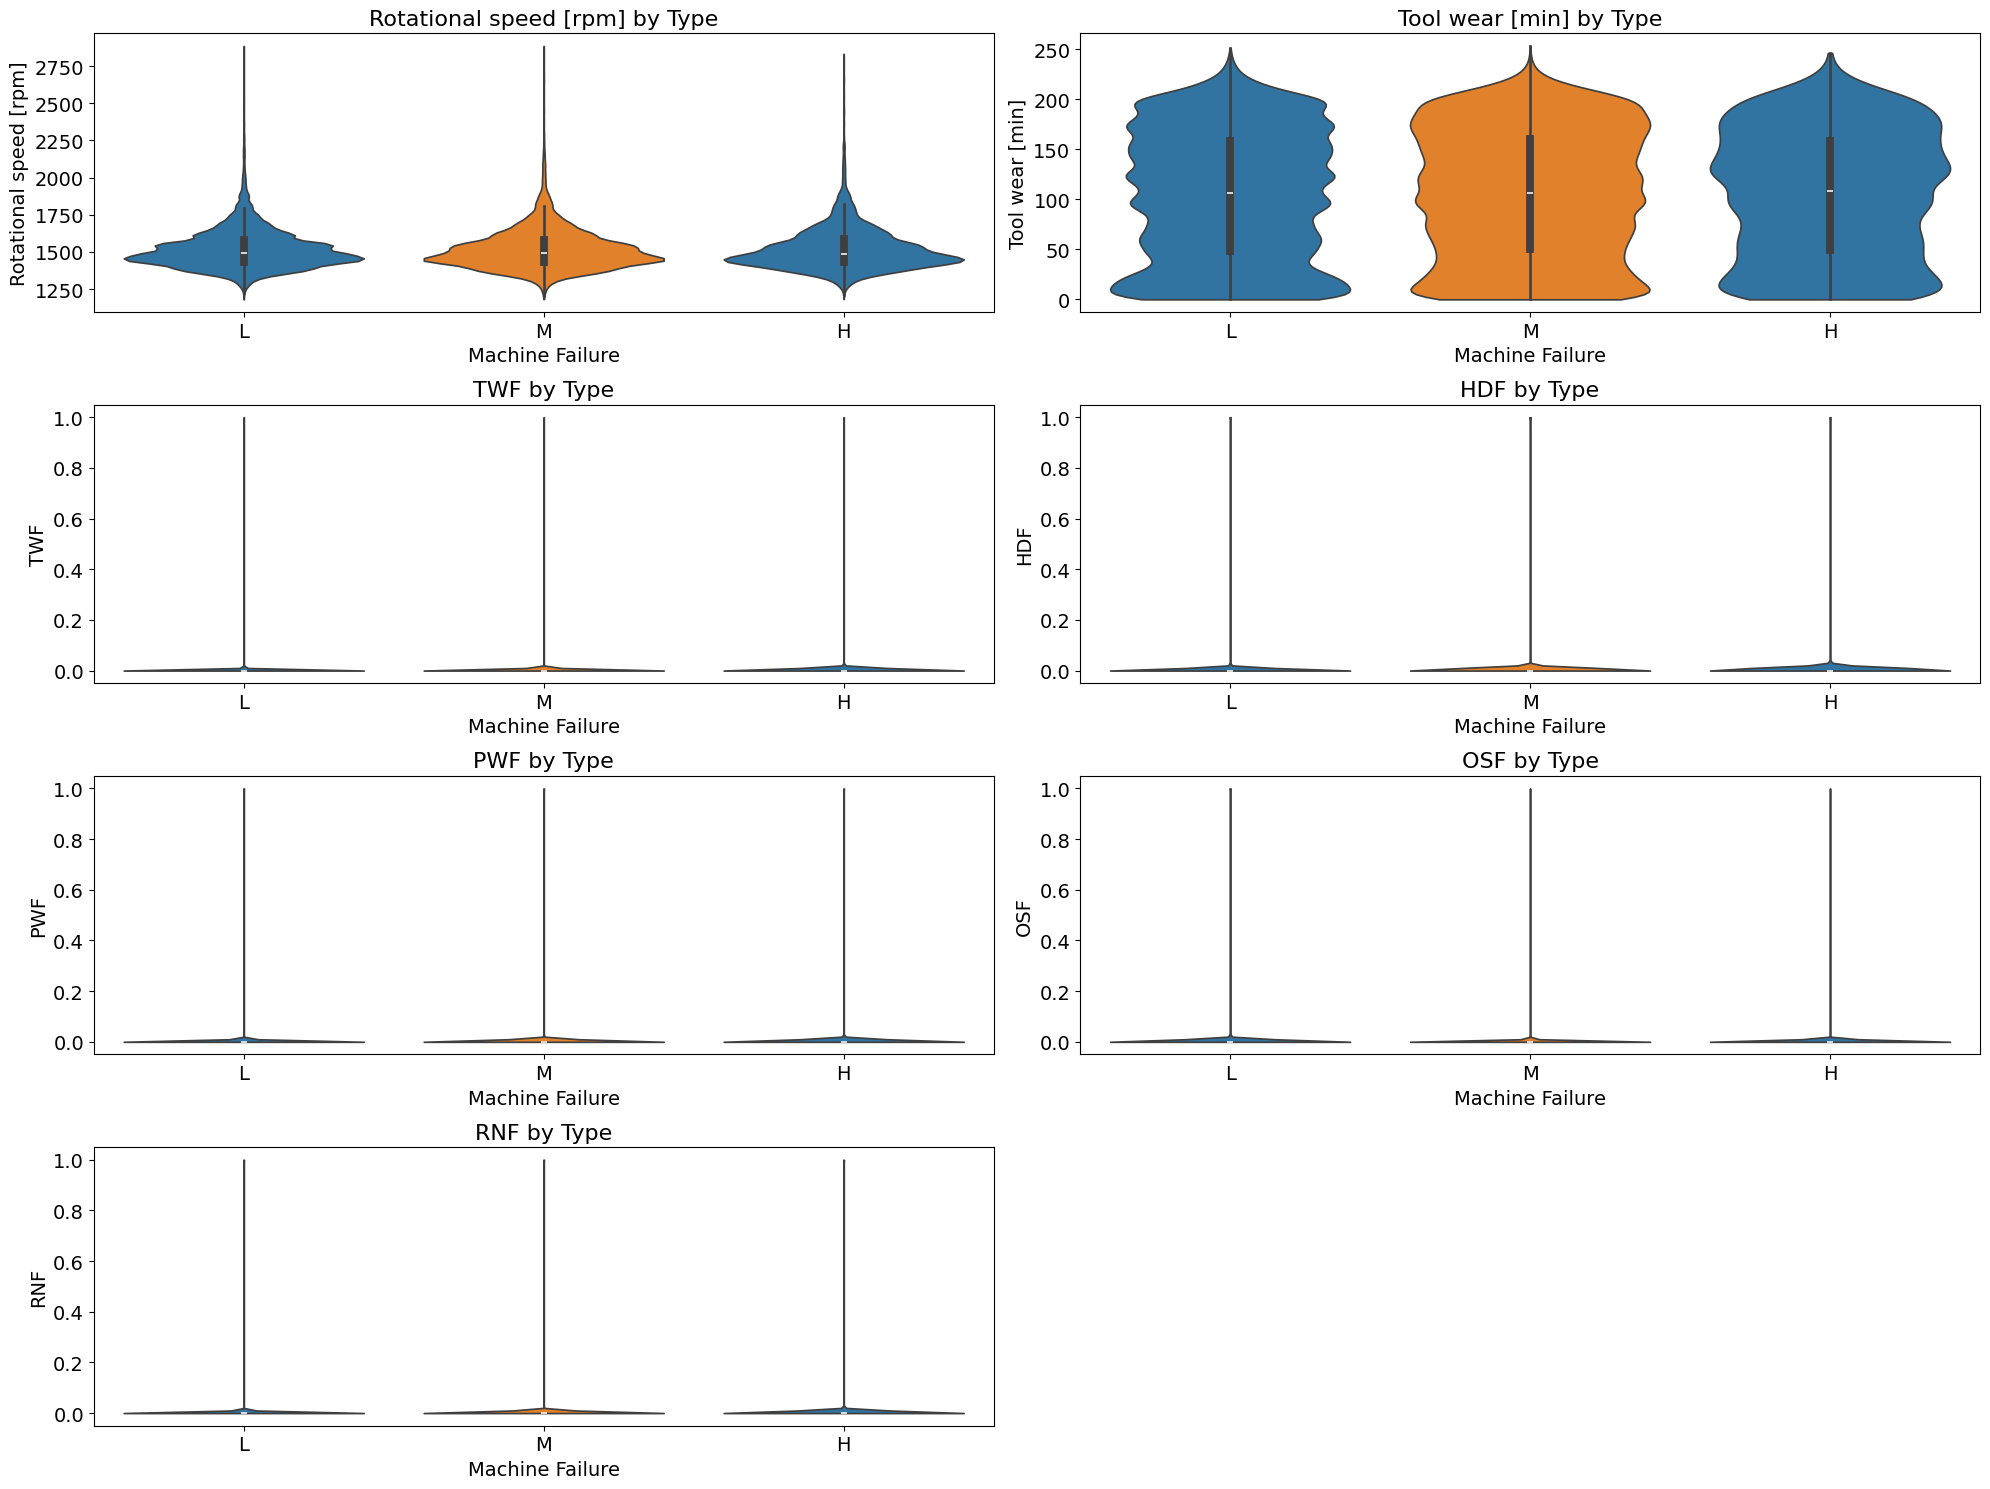 Rotational speed [rpm] by Type
Rotational speed [rpm]
2750
2500
2250
2000
1750
1500
1250
L M H
Machine Failure
Tool wear [min] by Type
Tool wear [min]
250
200
150
100
50
0
L M H
Machine Failure
TWF by Type
TWF
1.0
0.8
0.6
0.4
0.2
0.0
L M H
Machine Failure
HDF by Type
HDF
1.0
0.8
0.6
0.4
0.2
0.0
L M H
Machine Failure
PWF by Type
PWF
1.0
0.8
0.6
0.4
0.2
0.0
L M H
Machine Failure
OSF by Type
OSF
1.0
0.8
0.6
0.4
0.2
0.0
L M H
Machine Failure
RNF by Type
RNF
1.0
0.8
0.6
0.4
0.2
0.0
L M H
Machine Failure